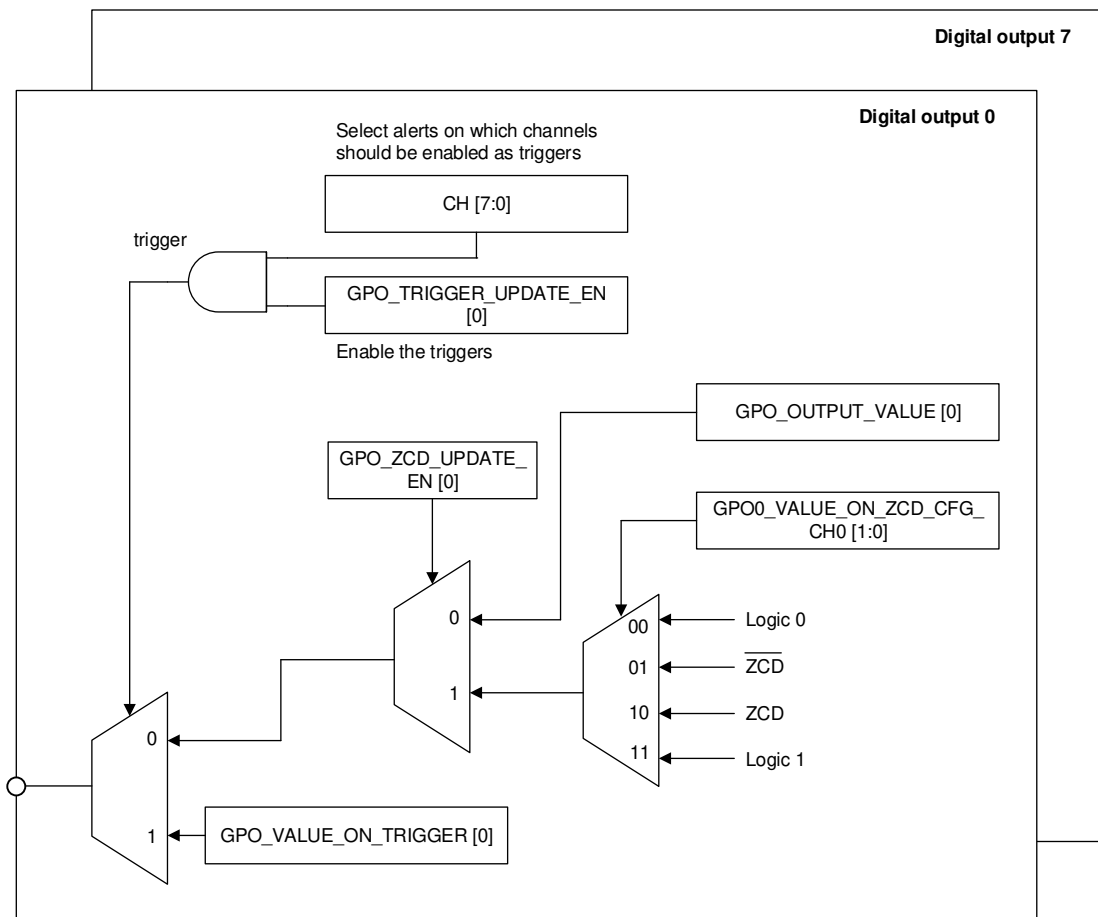 Digital output 7
Digital output 0
Select alerts on which channels
should be enabled as triggers
CH [7:0]
trigger
GPO_TRIGGER_UPDATE_EN
[0]
Enable the triggers
GPO_OUTPUT_VALUE [0]
GPO_ZCD_UPDATE_
EN [0]
GPO0_VALUE_ON_ZCD_CFG_
CH0 [1:0]
0
1
00
01
10
11
Logic 0
Z̅C̅D̅
ZCD
Logic 1
0
1
GPO_VALUE_ON_TRIGGER [0]